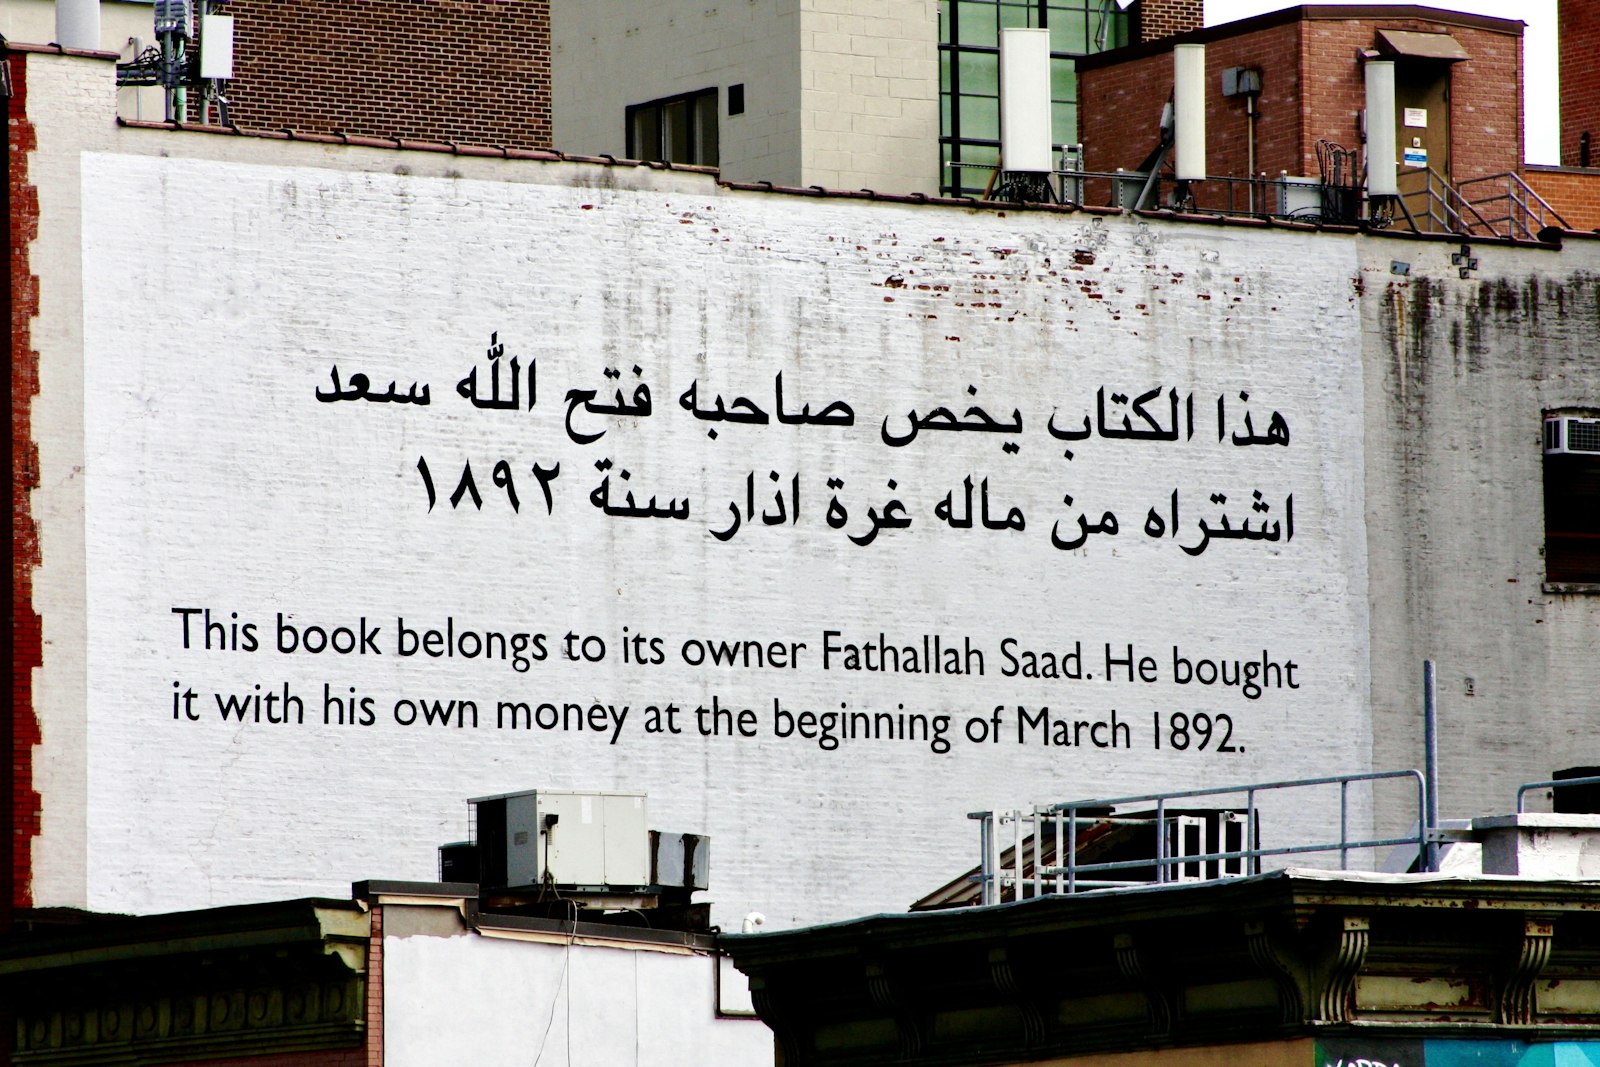 هذا الكتاب يخص صاحبه فتح الله سعد
اشتراه من ماله غرة اذار سنة ١٨٩٢
This book belongs to its owner Fathallah Saad. He bought
it with his own money at the beginning of March 1892.